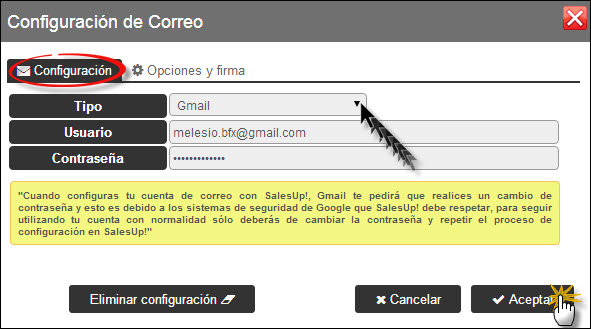 Configuración de Correo
Configuración Opciones y firma
Tipo Gmail
Usuario melesio.bfx@gmail.com
Contraseña •••••••••••••
"Cuando configuras tu cuenta de correo con SalesUp!, Gmail te pedirá que realices un cambio de
contraseña y esto es debido a los sistemas de seguridad de Google que SalesUp! debe respetar, para seguir
utilizando tu cuenta con normalidad sólo deberás de cambiar la contraseña y repetir el proceso de
configuración en SalesUp!"
Eliminar configuración Cancelar Aceptar